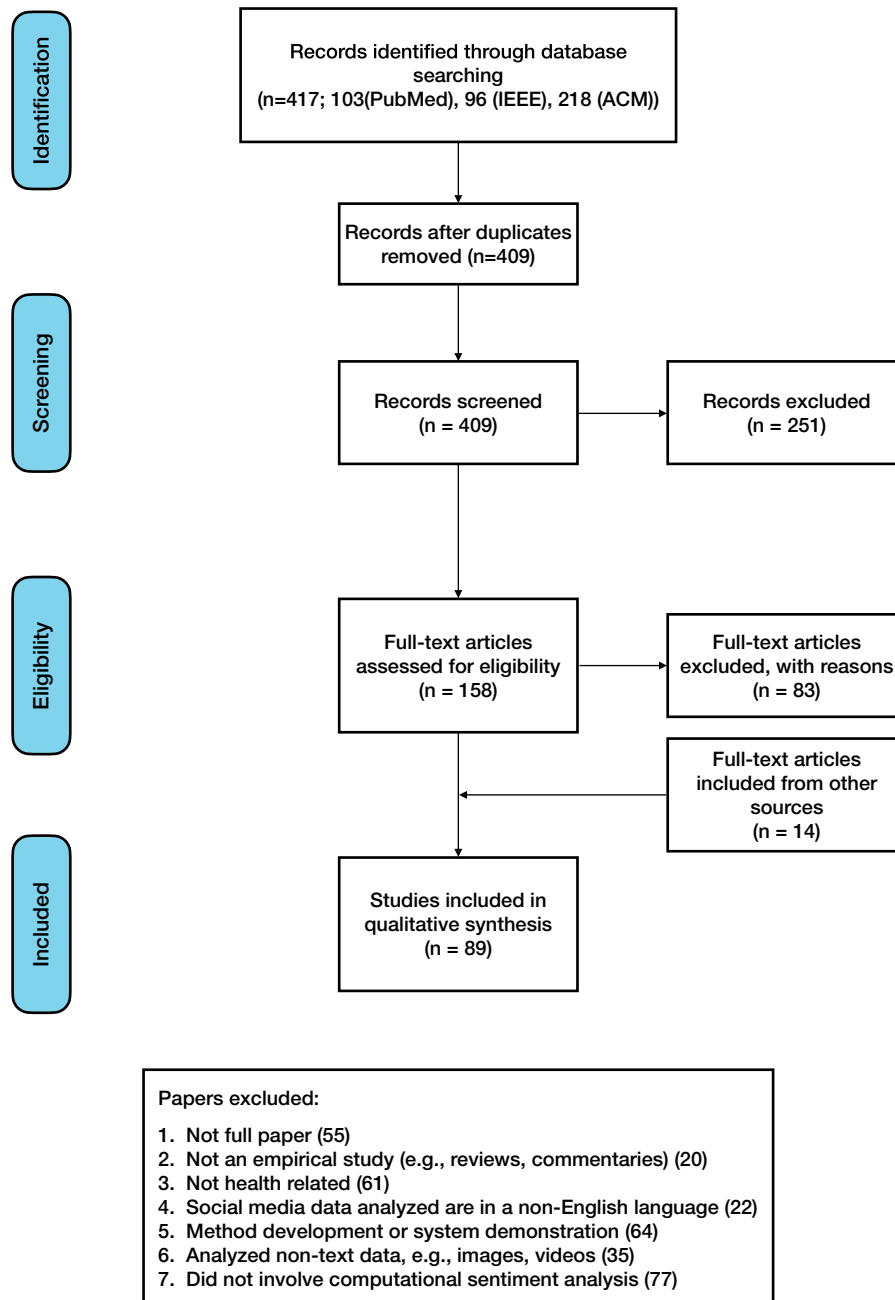 Identification
Records identified through database
searching
(n=417; 103(PubMed), 96 (IEEE), 218 (ACM))
Records after duplicates
removed (n=409)
Screening
Records screened
(n = 409)
Records excluded
(n = 251)
Eligibility
Full-text articles
assessed for eligibility
(n = 158)
Full-text articles
excluded, with reasons
(n = 83)
Full-text articles
included from other
sources
(n = 14)
Included
Studies included in
qualitative synthesis
(n = 89)
Papers excluded:
1. Not full paper (55)
2. Not an empirical study (e.g., reviews, commentaries) (20)
3. Not health related (61)
4. Social media data analyzed are in a non-English language (22)
5. Method development or system demonstration (64)
6. Analyzed non-text data, e.g., images, videos (35)
7. Did not involve computational sentiment analysis (77)